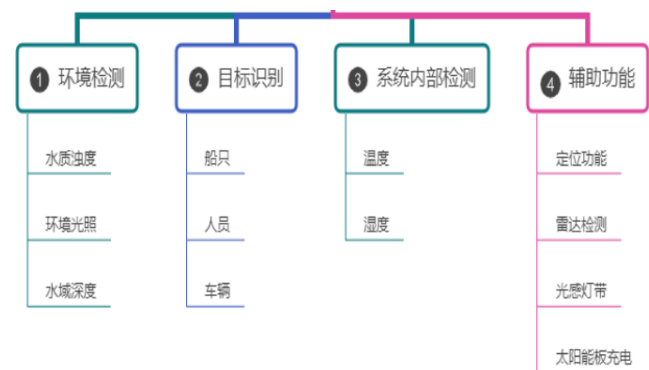 1 环境检测
水质浊度
环境光照
水域深度
2 目标识别
船只
人员
车辆
3 系统内部检测
温度
湿度
4 辅助功能
定位功能
雷达检测
光感灯带
太阳能板充电